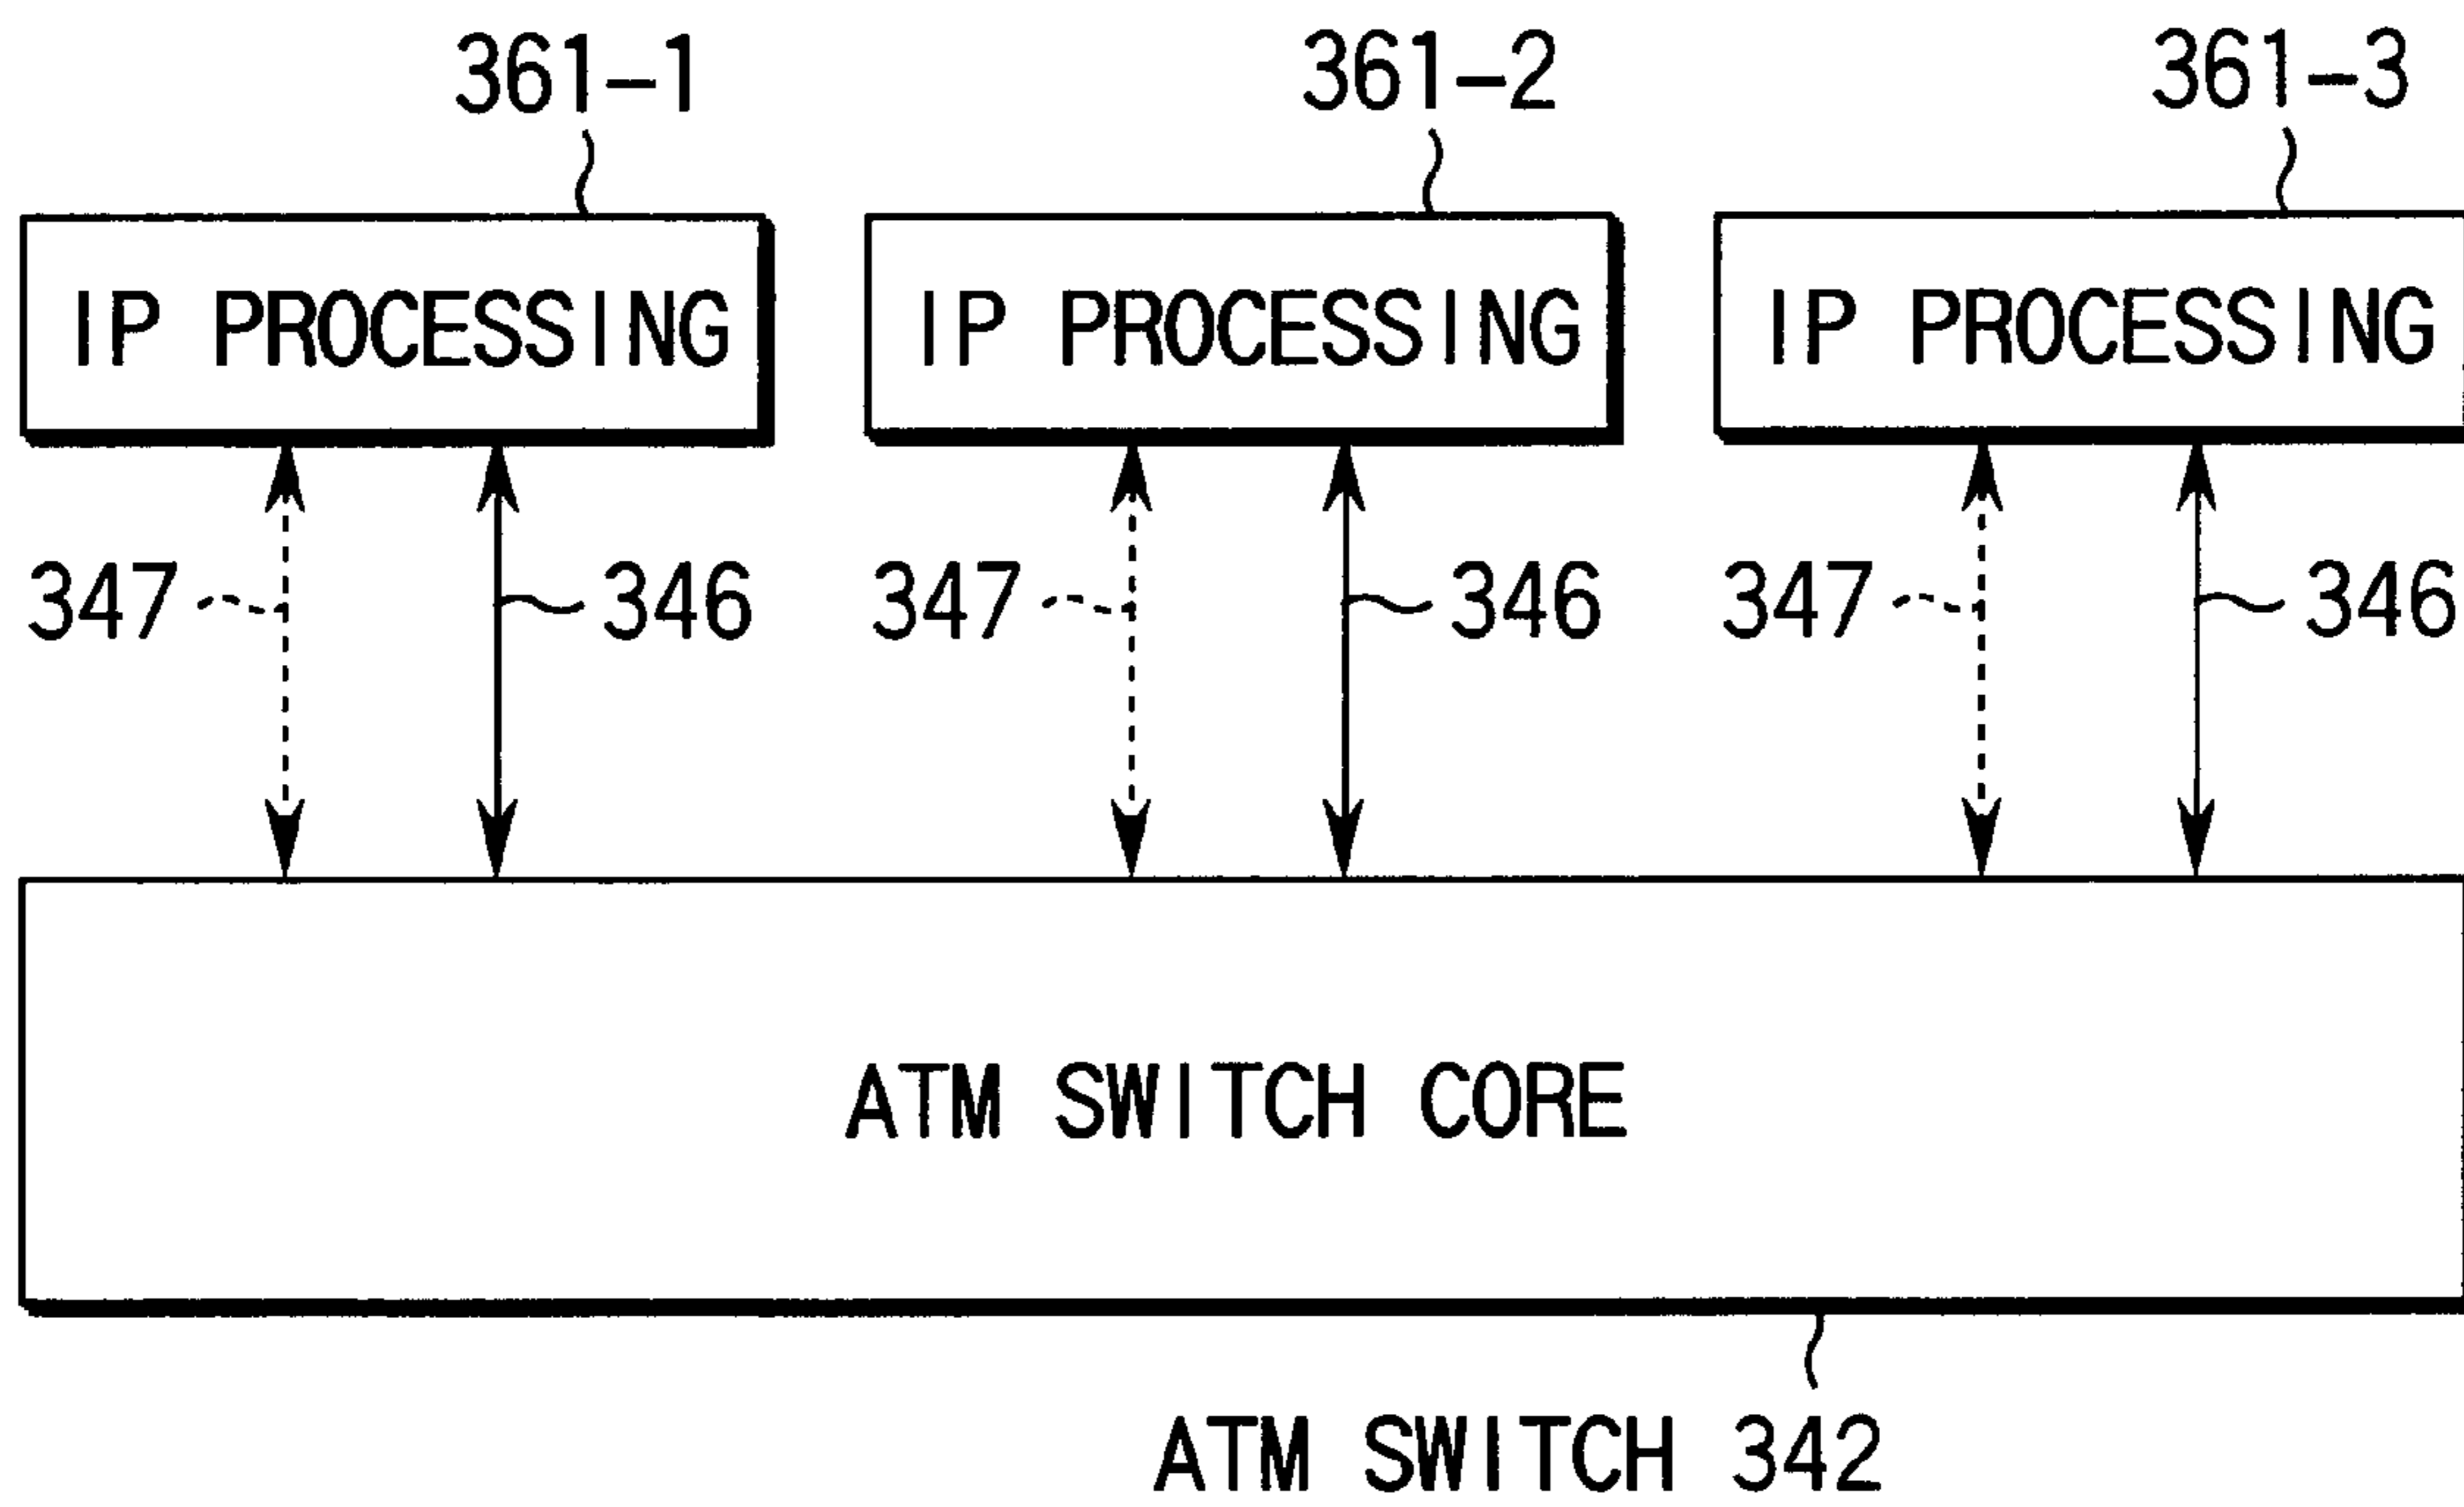 361-1 361-2 361-3
IP PROCESSING IP PROCESSING IP PROCESSING
347 346 347 346 347 346
ATM SWITCH CORE
ATM SWITCH 342